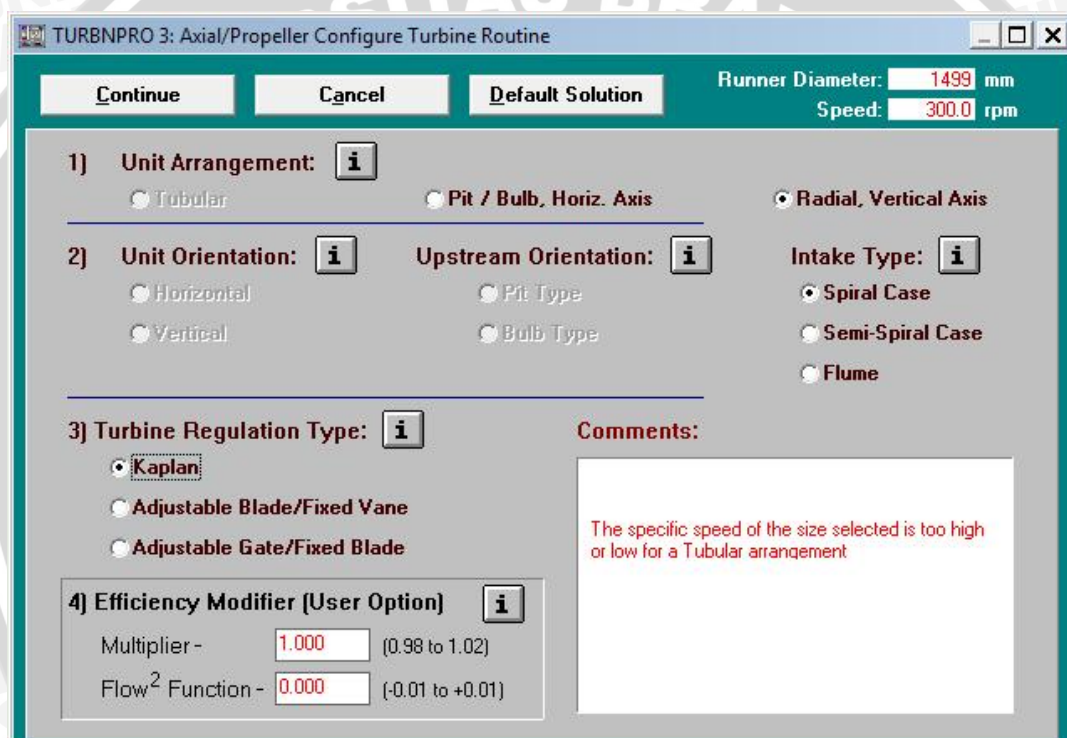 TURBNPRO 3: Axial/Propeller Configure Turbine Routine
Continue Cancel Default Solution Runner Diameter: 1499 mm
Speed: 300.0 rpm
1) Unit Arrangement: i
Tubular Pit / Bulb, Horiz. Axis Radial, Vertical Axis
2) Unit Orientation: i Upstream Orientation: i Intake Type: i
Horizontal Pit Type Spiral Case
Vertical Bulb Type Semi-Spiral Case
Flume
3) Turbine Regulation Type: i Comments:
Kaplan
Adjustable Blade/Fixed Vane
Adjustable Gate/Fixed Blade
The specific speed of the size selected is too high
or low for a Tubular arrangement
4) Efficiency Modifier (User Option) i
Multiplier - 1.000 (0.98 to 1.02)
Flow2 Function - 0.000 (-0.01 to +0.01)